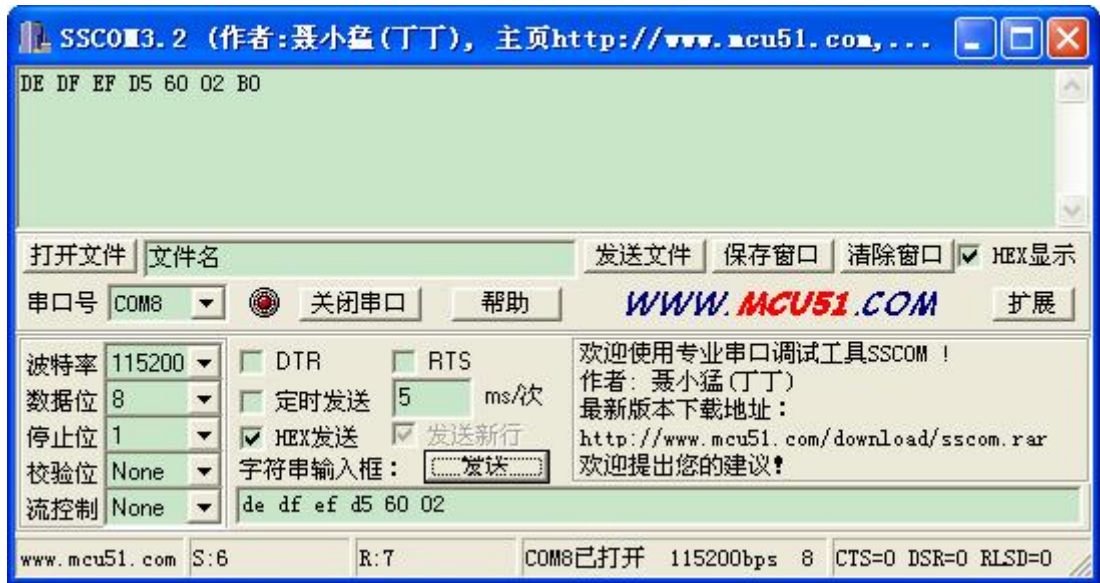 SSCOM3.2 (作者:聂小猛(丁丁), 主页http://www.mcu51.com,...
DE DF EF D5 60 02 B0
打开文件 文件名 发送文件 保存窗口 清除窗口 HEX显示
串口号 COM8 关闭串口 帮助 WWW.MCU51.COM 扩展
波特率 115200 DTR RTS
数据位 8 定时发送 5 ms/次
停止位 1 HEX发送 发送新行
校验位 None 字符串输入框: 发送
流控制 None de df ef d5 60 02
欢迎使用专业串口调试工具SSCOM !
作者: 聂小猛(丁丁)
最新版本下载地址:
http://www.mcu51.com/download/sscom.rar
欢迎提出您的建议!
www.mcu51.com S:6 R:7 COM8已打开 115200bps 8 CTS=0 DSR=0 RLSD=0